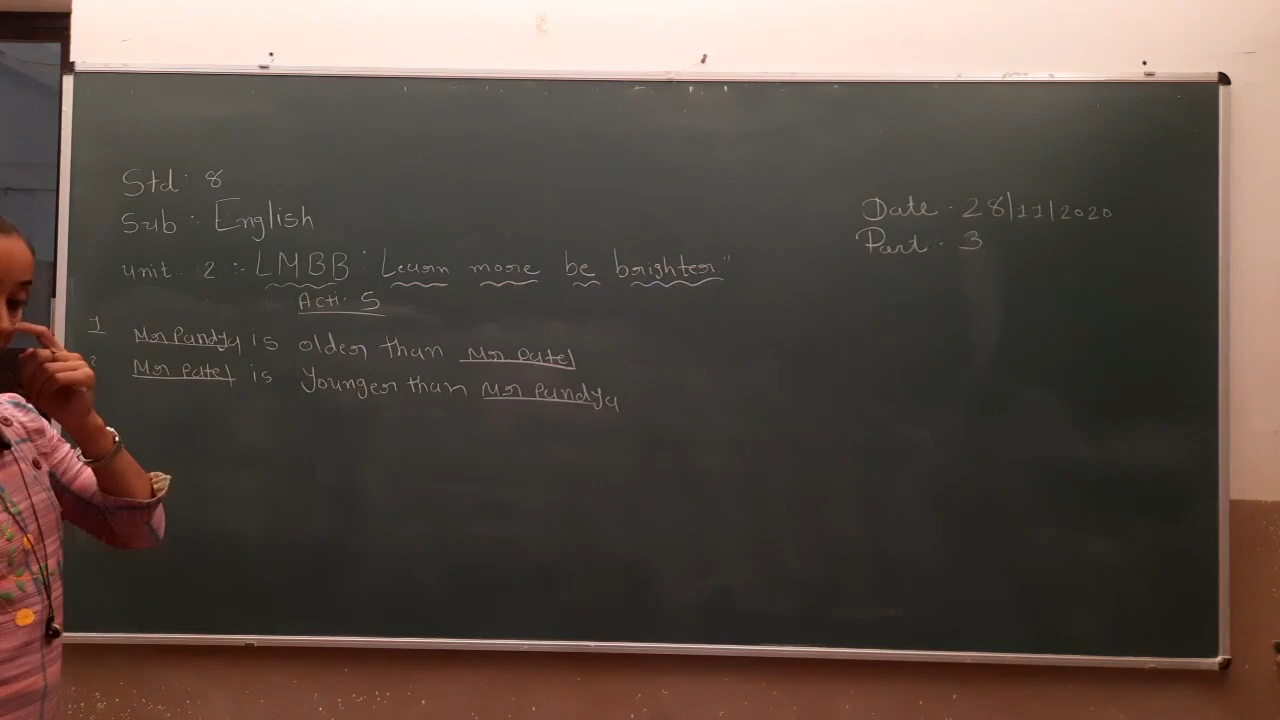 Std : 8
Sub :- English
unit :- 2 :- LMBB : Learn more be brighter"
Acti. 5
1 Mr Pandya is older than Mr Patel
2 Mr Patel is younger than Mr Pandya
Date - 28/11/2020
Part :- 3